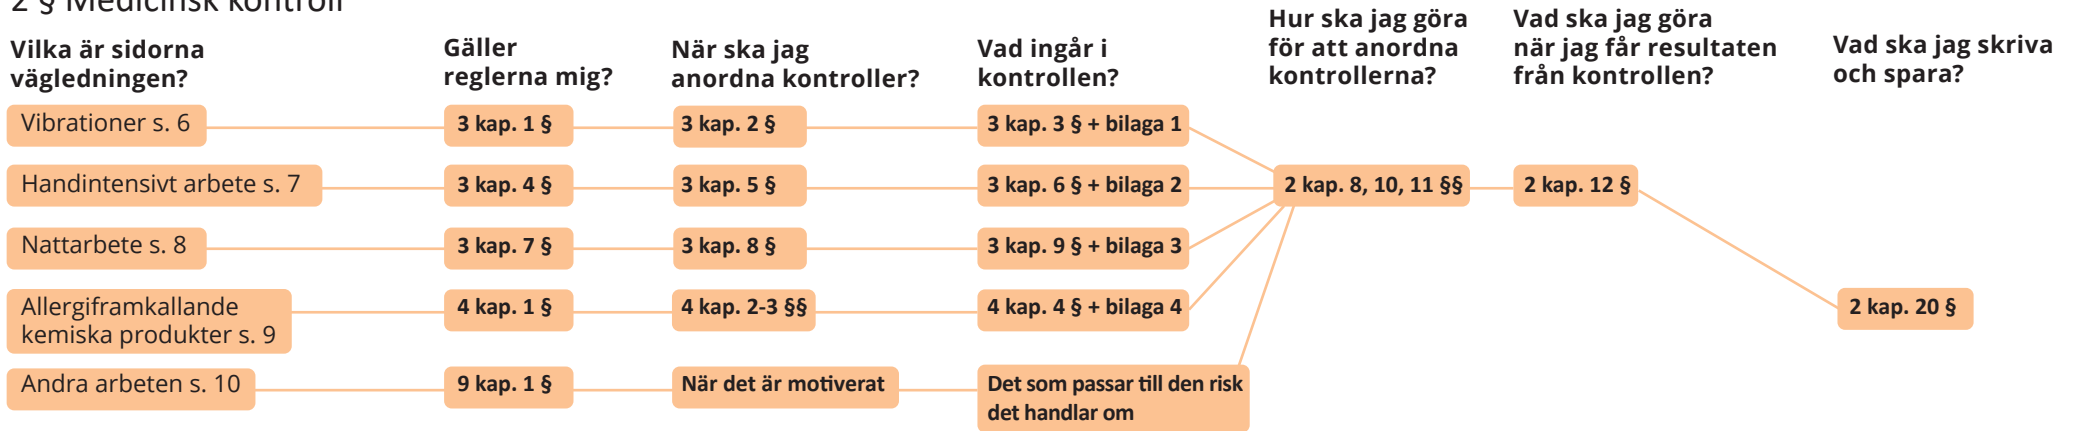 2 § Medicinsk kontroll
Vilka är sidorna
vägledningen?
Gäller
reglerna mig?
När ska jag
anordna kontroller?
Vad ingår i
kontrollen?
Hur ska jag göra
för att anordna
kontrollerna?
Vad ska jag göra
när jag får resultaten
från kontrollen?
Vad ska jag skriva
och spara?
Vibrationer s. 6
3 kap. 1 §
3 kap. 2 §
3 kap. 3 § + bilaga 1
Handintensivt arbete s. 7
3 kap. 4 §
3 kap. 5 §
3 kap. 6 § + bilaga 2
2 kap. 8, 10, 11 §§
2 kap. 12 §
Nattarbete s. 8
3 kap. 7 §
3 kap. 8 §
3 kap. 9 § + bilaga 3
Allergiframkallande
kemiska produkter s. 9
4 kap. 1 §
4 kap. 2-3 §§
4 kap. 4 § + bilaga 4
2 kap. 20 §
Andra arbeten s. 10
9 kap. 1 §
När det är motiverat
Det som passar till den risk
det handlar om